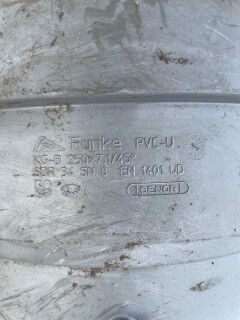 Funke PVC-U
KG-B 250x7,1/45°
SDR 34 SN 8 EN 1401 UD
BENOR